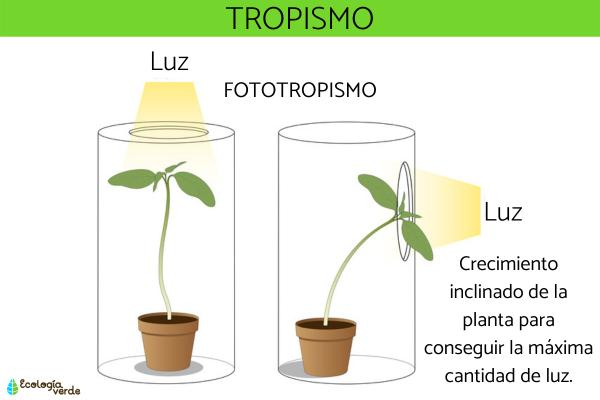 TROPISMO
Luz
FOTOTROPISMO
Luz
Crecimiento
inclinado de la
planta para
conseguir la máxima
cantidad de luz.
Ecología
verde